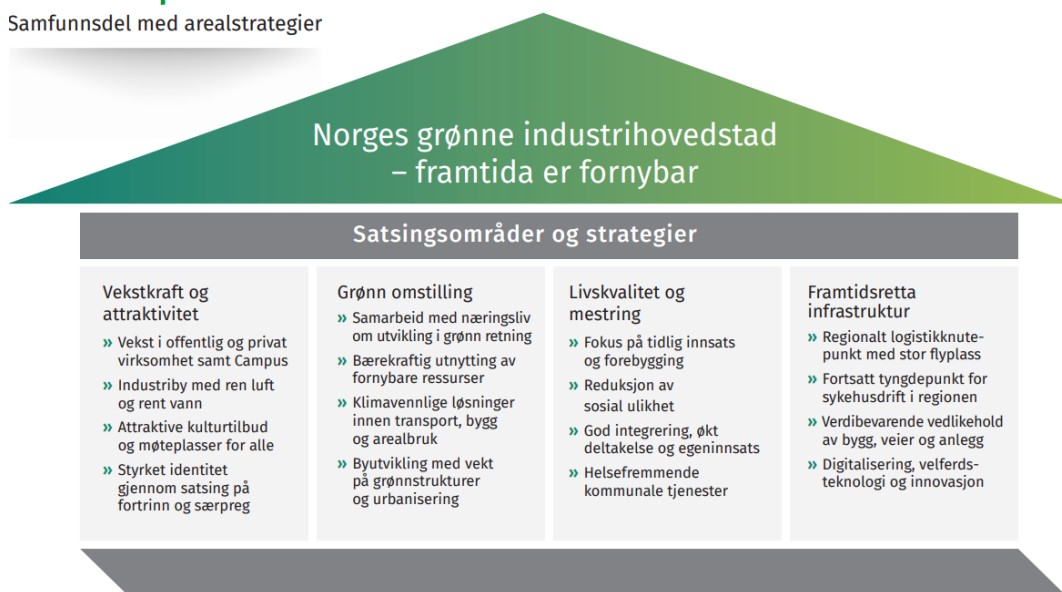 Samfunnsdel med arealstrategier
Norges grønne industrihovedstad
– framtida er fornybar
Satsingsområder og strategier
Vekstkraft og
attraktivitet
» Vekst i offentlig og privat
virksomhet samt Campus
» Industriby med ren luft
og rent vann
» Attraktive kulturtilbud
og møteplasser for alle
» Styrket identitet
gjennom satsing på
fortrinn og særpreg
Grønn omstilling
» Samarbeid med næringsliv
om utvikling i grønn retning
» Bærekraftig utnytting av
fornybare ressurser
» Klimavennlige løsninger
innen transport, bygg
og arealbruk
» Byutvikling med vekt
på grønnstrukturer
og urbanisering
Livskvalitet og
mestring
» Fokus på tidlig innsats
og forebygging
» Reduksjon av
sosial ulikhet
» God integrering, økt
deltakelse og egeninnsats
» Helsefremmende
kommunale tjenester
Framtidsretta
infrastruktur
» Regionalt logistikknute-
punkt med stor flyplass
» Fortsatt tyngdepunkt for
sykehusdrift i regionen
» Verdibevarende vedlikehold
av bygg, veier og anlegg
» Digitalisering, velferds-
teknologi og innovasjon